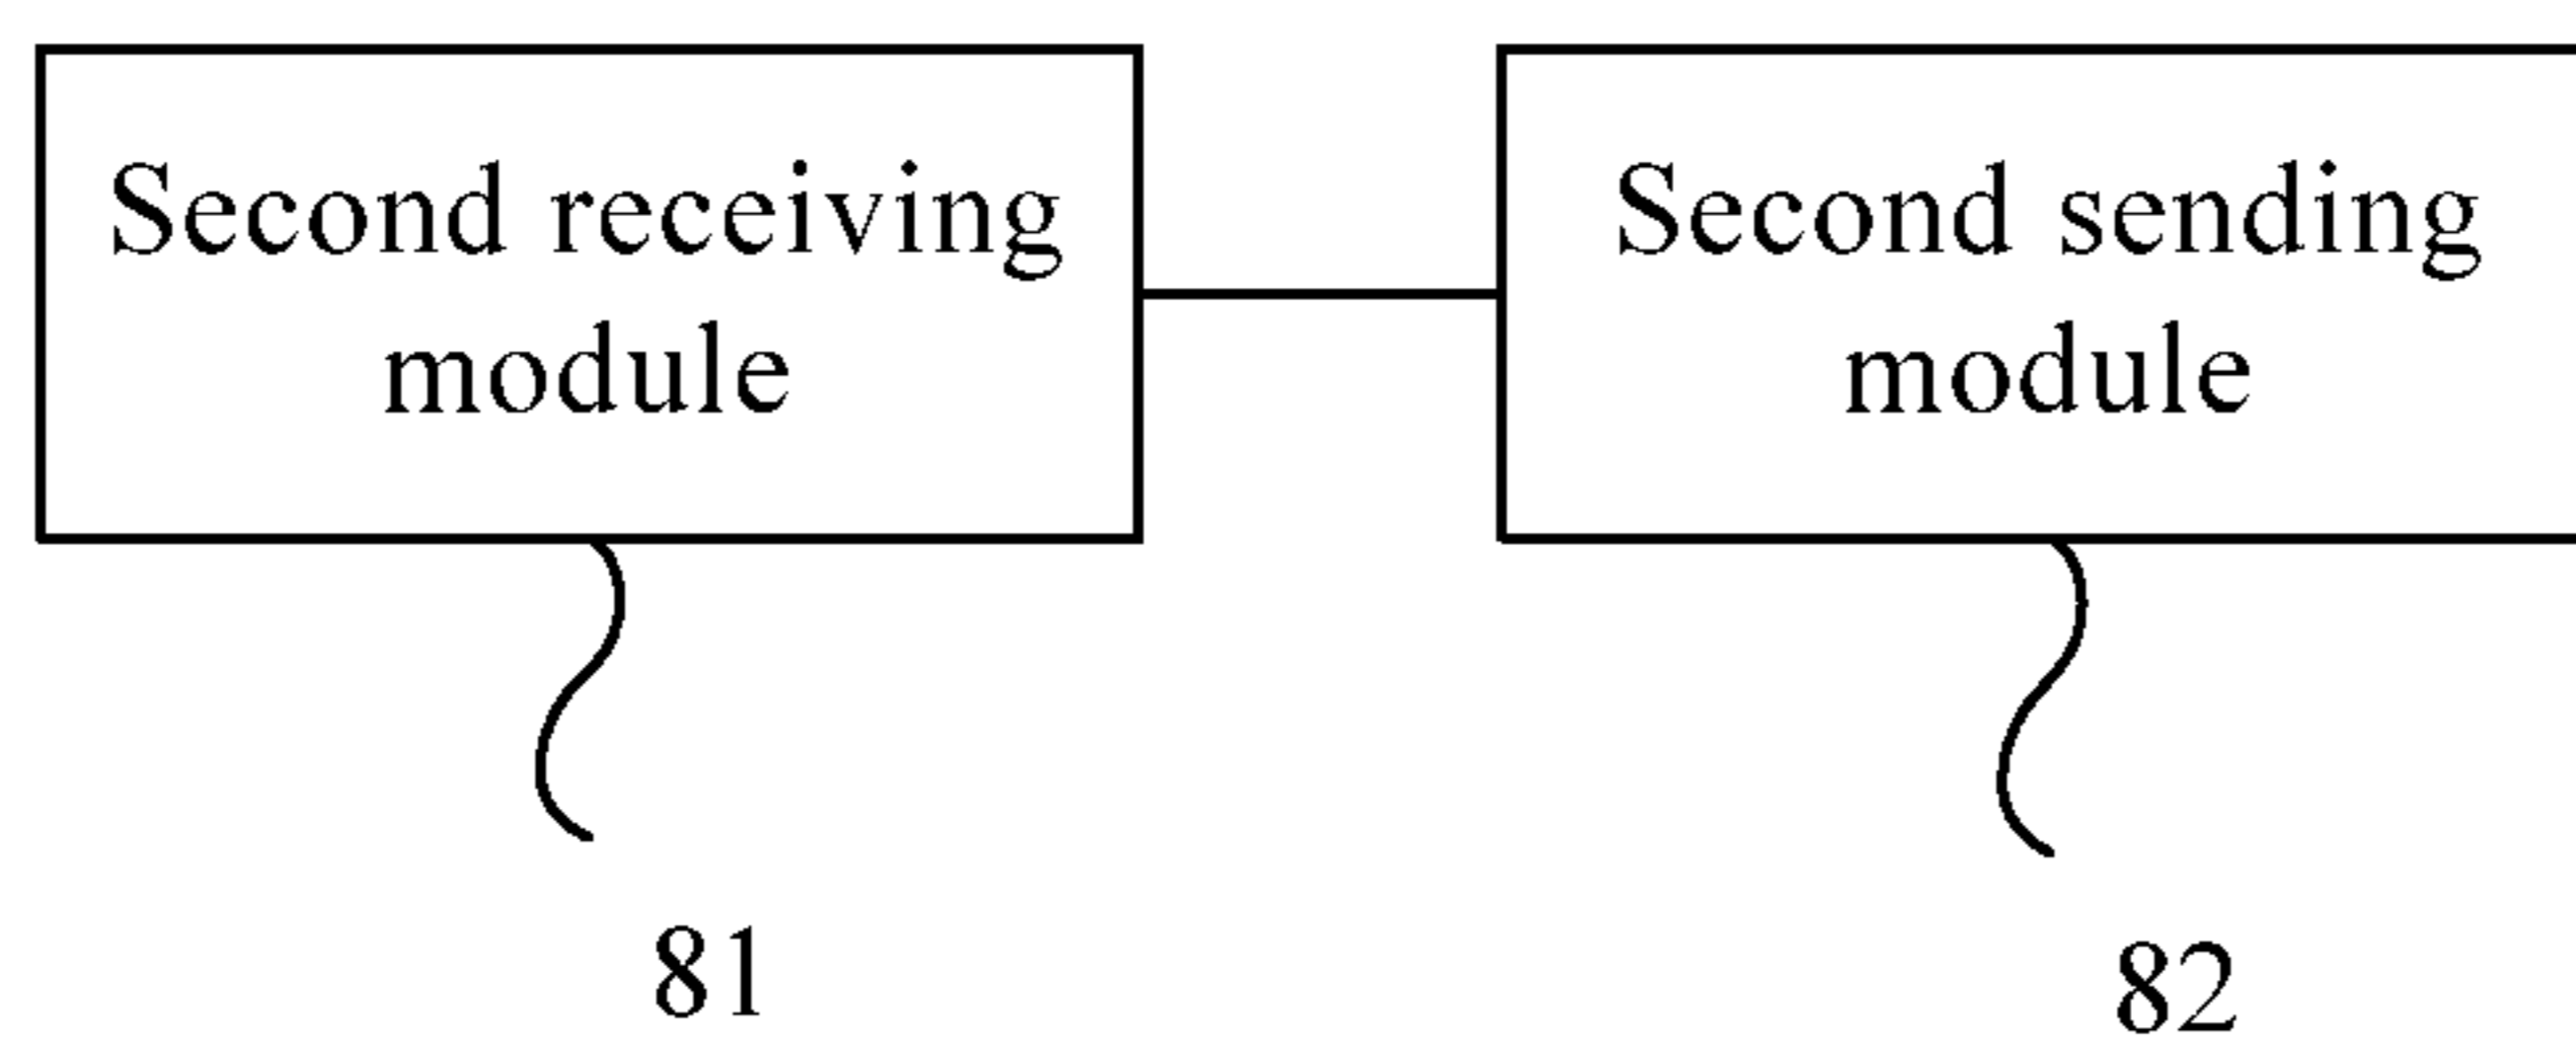 Second receiving
module
Second sending
module
81
82